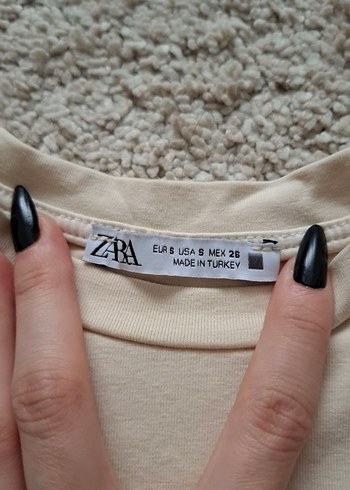 ZARA
EUR S USA S MEX 26
MADE IN TURKEY